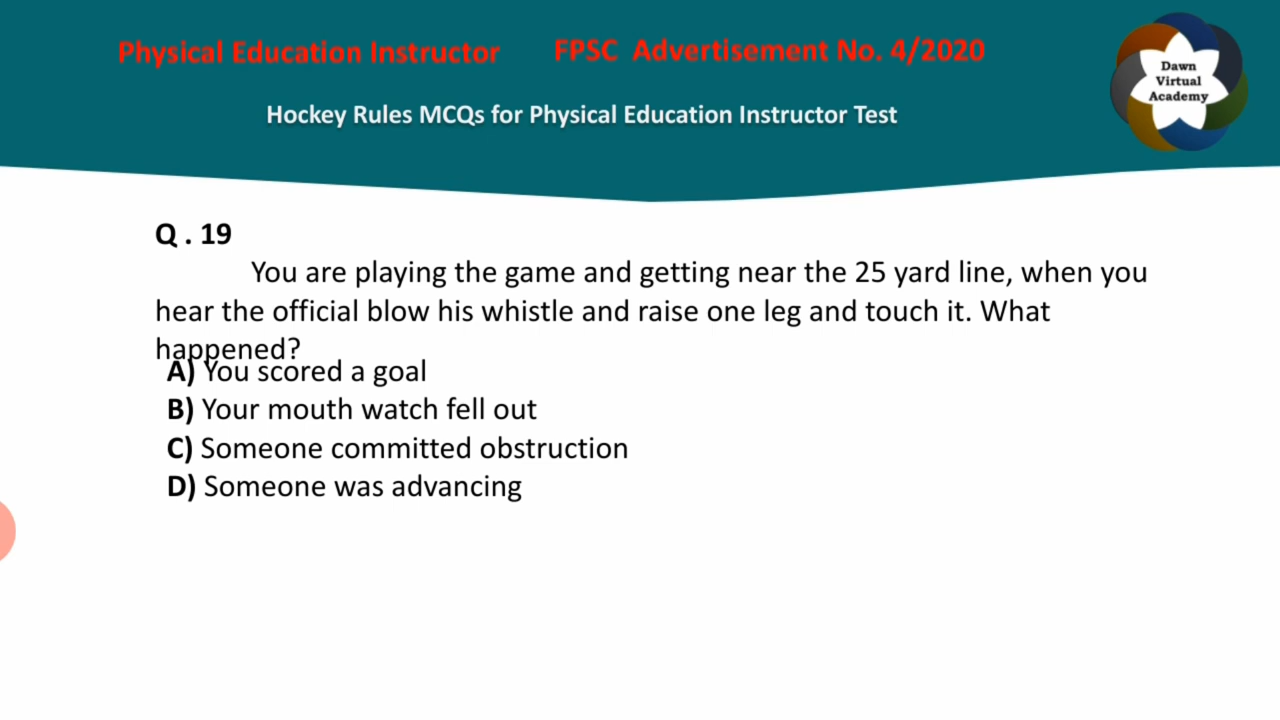 Physical Education Instructor FPSC Advertisement No. 4/2020
Hockey Rules MCQs for Physical Education Instructor Test
Dawn
Virtual
Academy
Q . 19
You are playing the game and getting near the 25 yard line, when you
hear the official blow his whistle and raise one leg and touch it. What
happened?
A) You scored a goal
B) Your mouth watch fell out
C) Someone committed obstruction
D) Someone was advancing